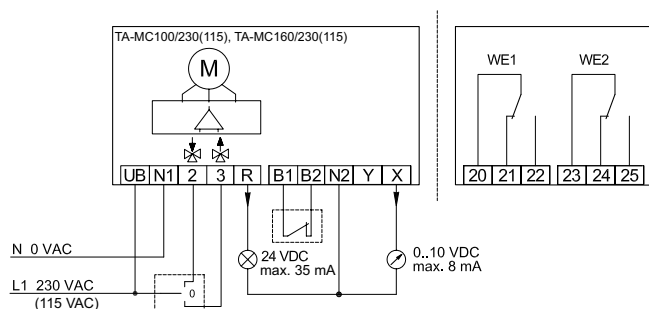 TA-MC100/230(115), TA-MC160/230(115)
M
UB N1 2 3 R B1 B2 N2 Y X
WE1 WE2
20 21 22 23 24 25
N 0 VAC
24 VDC
max. 35 mA
0..10 VDC
max. 8 mA
L1 230 VAC
(115 VAC)
0